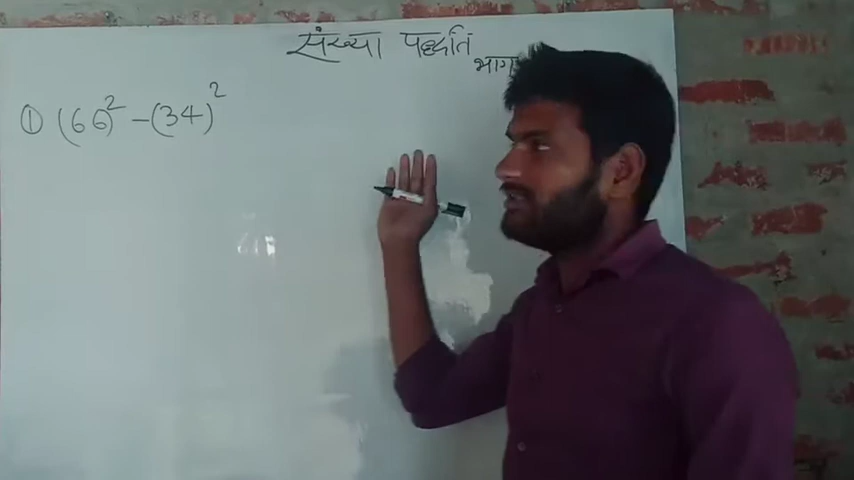 संख्या पद्धति
भाग
① (66)² - (34)²